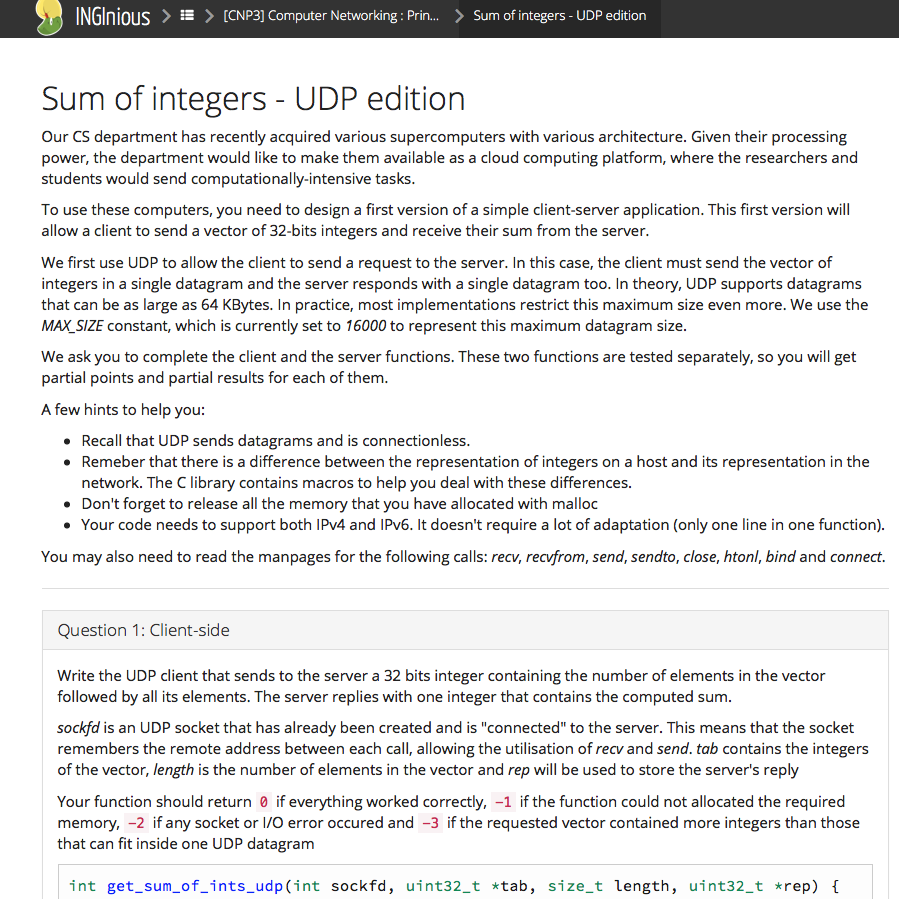 INGInious > > [CNP3] Computer Networking : Prin... > Sum of integers - UDP edition
Sum of integers - UDP edition
Our CS department has recently acquired various supercomputers with various architecture. Given their processing
power, the department would like to make them available as a cloud computing platform, where the researchers and
students would send computationally-intensive tasks.
To use these computers, you need to design a first version of a simple client-server application. This first version will
allow a client to send a vector of 32-bits integers and receive their sum from the server.
We first use UDP to allow the client to send a request to the server. In this case, the client must send the vector of
integers in a single datagram and the server responds with a single datagram too. In theory, UDP supports datagrams
that can be as large as 64 KBytes. In practice, most implementations restrict this maximum size even more. We use the
MAX_SIZE constant, which is currently set to 16000 to represent this maximum datagram size.
We ask you to complete the client and the server functions. These two functions are tested separately, so you will get
partial points and partial results for each of them.
A few hints to help you:
• Recall that UDP sends datagrams and is connectionless.
• Remeber that there is a difference between the representation of integers on a host and its representation in the
network. The C library contains macros to help you deal with these differences.
• Don't forget to release all the memory that you have allocated with malloc
• Your code needs to support both IPv4 and IPv6. It doesn't require a lot of adaptation (only one line in one function).
You may also need to read the manpages for the following calls: recv, recvfrom, send, sendto, close, htonl, bind and connect.
Question 1: Client-side
Write the UDP client that sends to the server a 32 bits integer containing the number of elements in the vector
followed by all its elements. The server replies with one integer that contains the computed sum.
sockfd is an UDP socket that has already been created and is "connected" to the server. This means that the socket
remembers the remote address between each call, allowing the utilisation of recv and send. tab contains the integers
of the vector, length is the number of elements in the vector and rep will be used to store the server's reply
Your function should return 0 if everything worked correctly, -1 if the function could not allocated the required
memory, -2 if any socket or I/O error occured and -3 if the requested vector contained more integers than those
that can fit inside one UDP datagram
int get_sum_of_ints_udp(int sockfd, uint32_t *tab, size_t length, uint32_t *rep) {